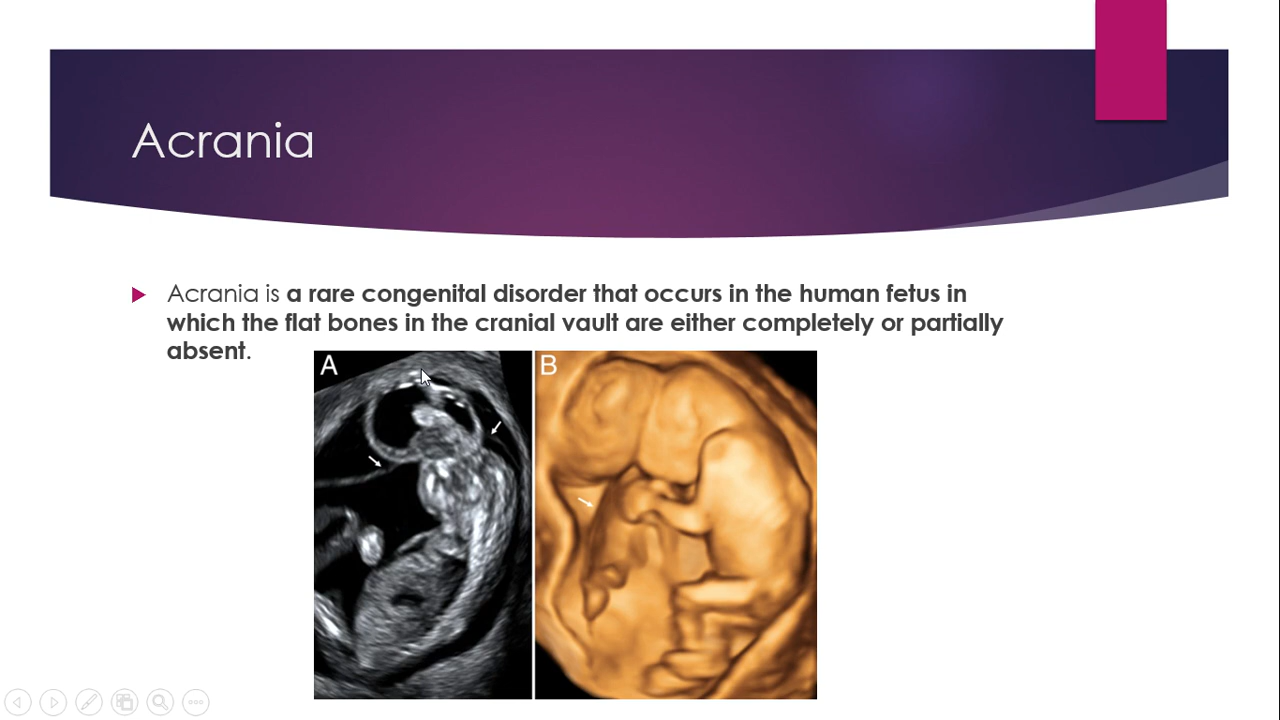 Acrania
Acrania is a rare congenital disorder that occurs in the human fetus in
which the flat bones in the cranial vault are either completely or partially
absent.
A
B